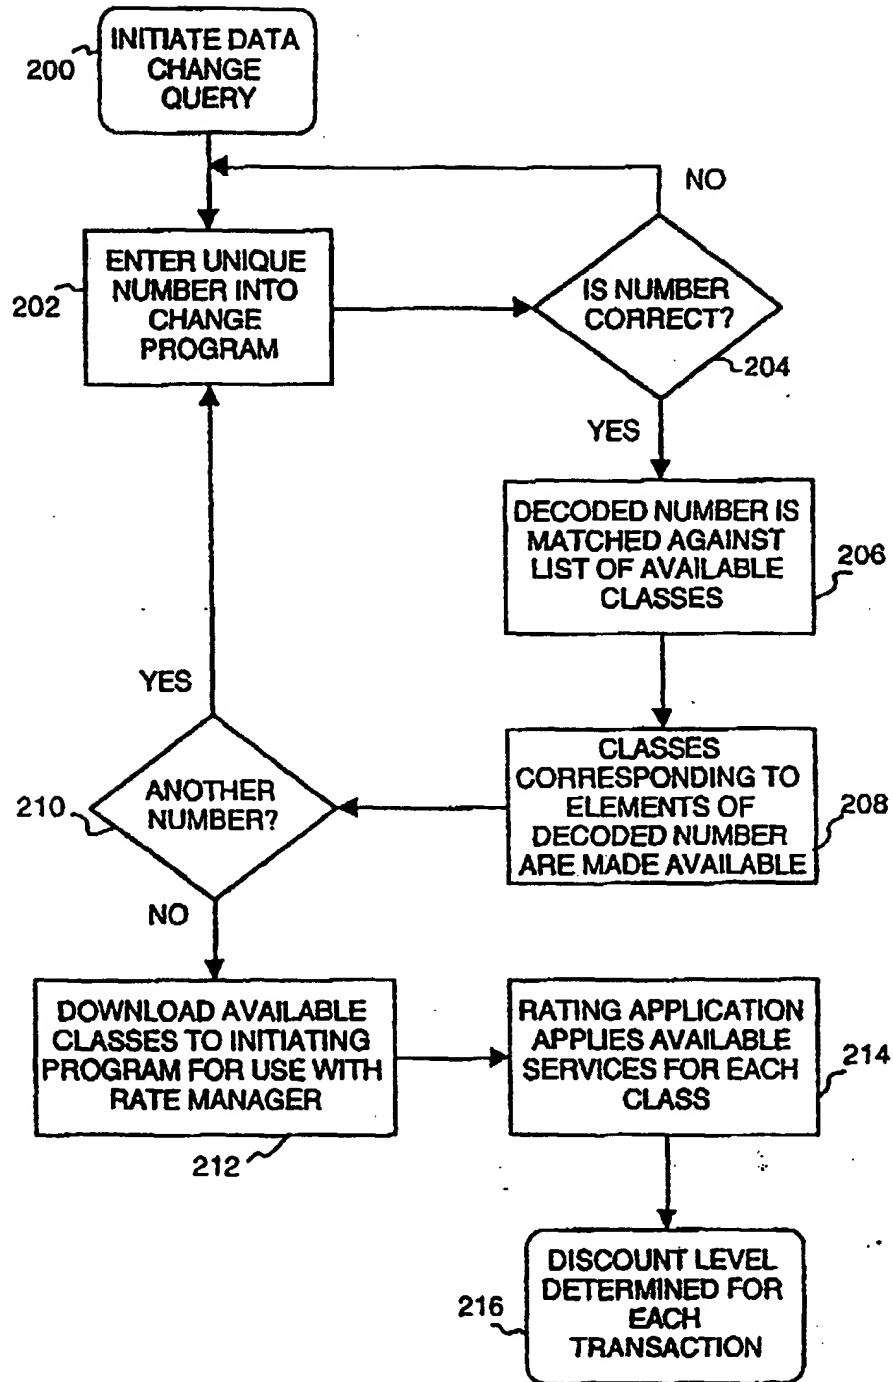 INITIATE DATA
CHANGE
QUERY
200
NO
ENTER UNIQUE
NUMBER INTO
CHANGE
PROGRAM
202
IS NUMBER
CORRECT?
204
YES
DECODED NUMBER IS
MATCHED AGAINST
LIST OF AVAILABLE
CLASSES
206
CLASSES
CORRESPONDING TO
ELEMENTS OF
DECODED NUMBER
ARE MADE AVAILABLE
208
YES
ANOTHER
NUMBER?
210
NO
DOWNLOAD AVAILABLE
CLASSES TO INITIATING
PROGRAM FOR USE WITH
RATE MANAGER
212
RATING APPLICATION
APPLIES AVAILABLE
SERVICES FOR EACH
CLASS
214
DISCOUNT LEVEL
DETERMINED FOR
EACH
TRANSACTION
216